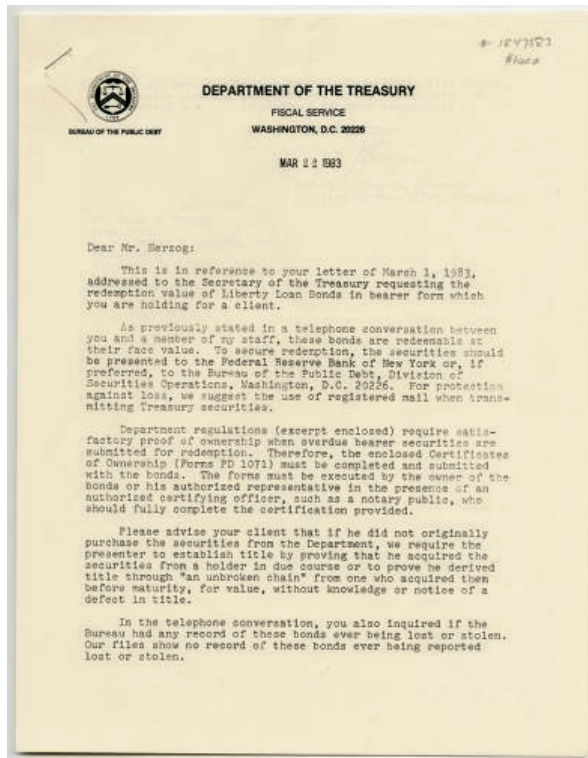 # 1847583
$1000
DEPARTMENT OF THE TREASURY
FISCAL SERVICE
BUREAU OF THE PUBLIC DEBT
WASHINGTON, D.C. 20226
MAR 22 1983
Dear Mr. Herzog:
This is in reference to your letter of March 1, 1983,
addressed to the Secretary of the Treasury requesting the
redemption value of Liberty Loan Bonds in bearer form which
you are holding for a client.
As previously stated in a telephone conversation between
you and a member of my staff, these bonds are redeemable at
their face value. To secure redemption, the securities should
be presented to the Federal Reserve Bank of New York or, if
preferred, to the Bureau of the Public Debt, Division of
Securities Operations, Washington, D.C. 20226. For protection
against loss, we suggest the use of registered mail when trans-
mitting Treasury securities.
Department regulations (excerpt enclosed) require satis-
factory proof of ownership when overdue bearer securities are
submitted for redemption. Therefore, the enclosed Certificates
of Ownership (Forms PD 1071) must be completed and submitted
with the bonds. The forms must be executed by the owner of the
bonds or his authorized representative in the presence of an
authorized certifying officer, such as a notary public, who
should fully complete the certification provided.
Please advise your client that if he did not originally
purchase the securities from the Department, we require the
presenter to establish title by proving that he acquired the
securities from a holder in due course or to prove he derived
title through "an unbroken chain" from one who acquired them
before maturity, for value, without knowledge or notice of a
defect in title.
In the telephone conversation, you also inquired if the
Bureau had any record of these bonds ever being lost or stolen.
Our files show no record of these bonds ever being reported
lost or stolen.